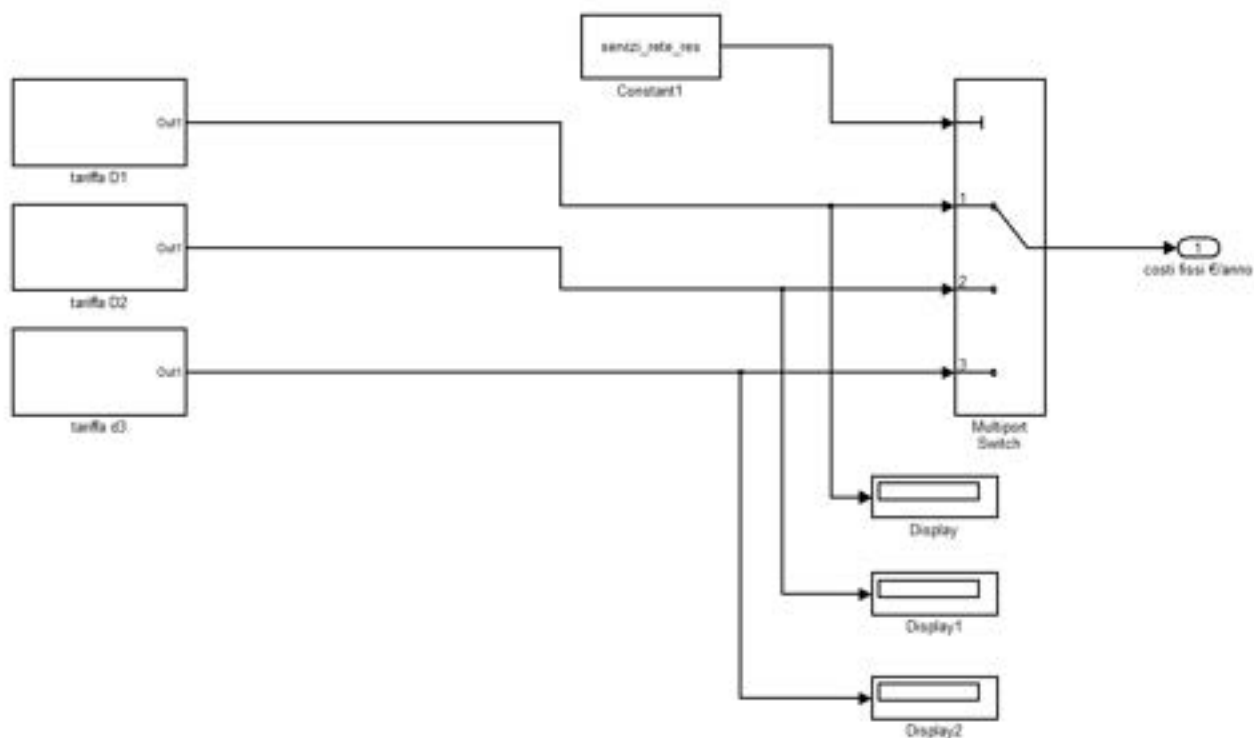 servizi_rete_res
Constant1
Out1
tariffa D1
Out1
tariffa D2
Out1
tariffa d3
1
2
3
Multiport
Switch
1
costi fissi €/anno
Display
Display1
Display2